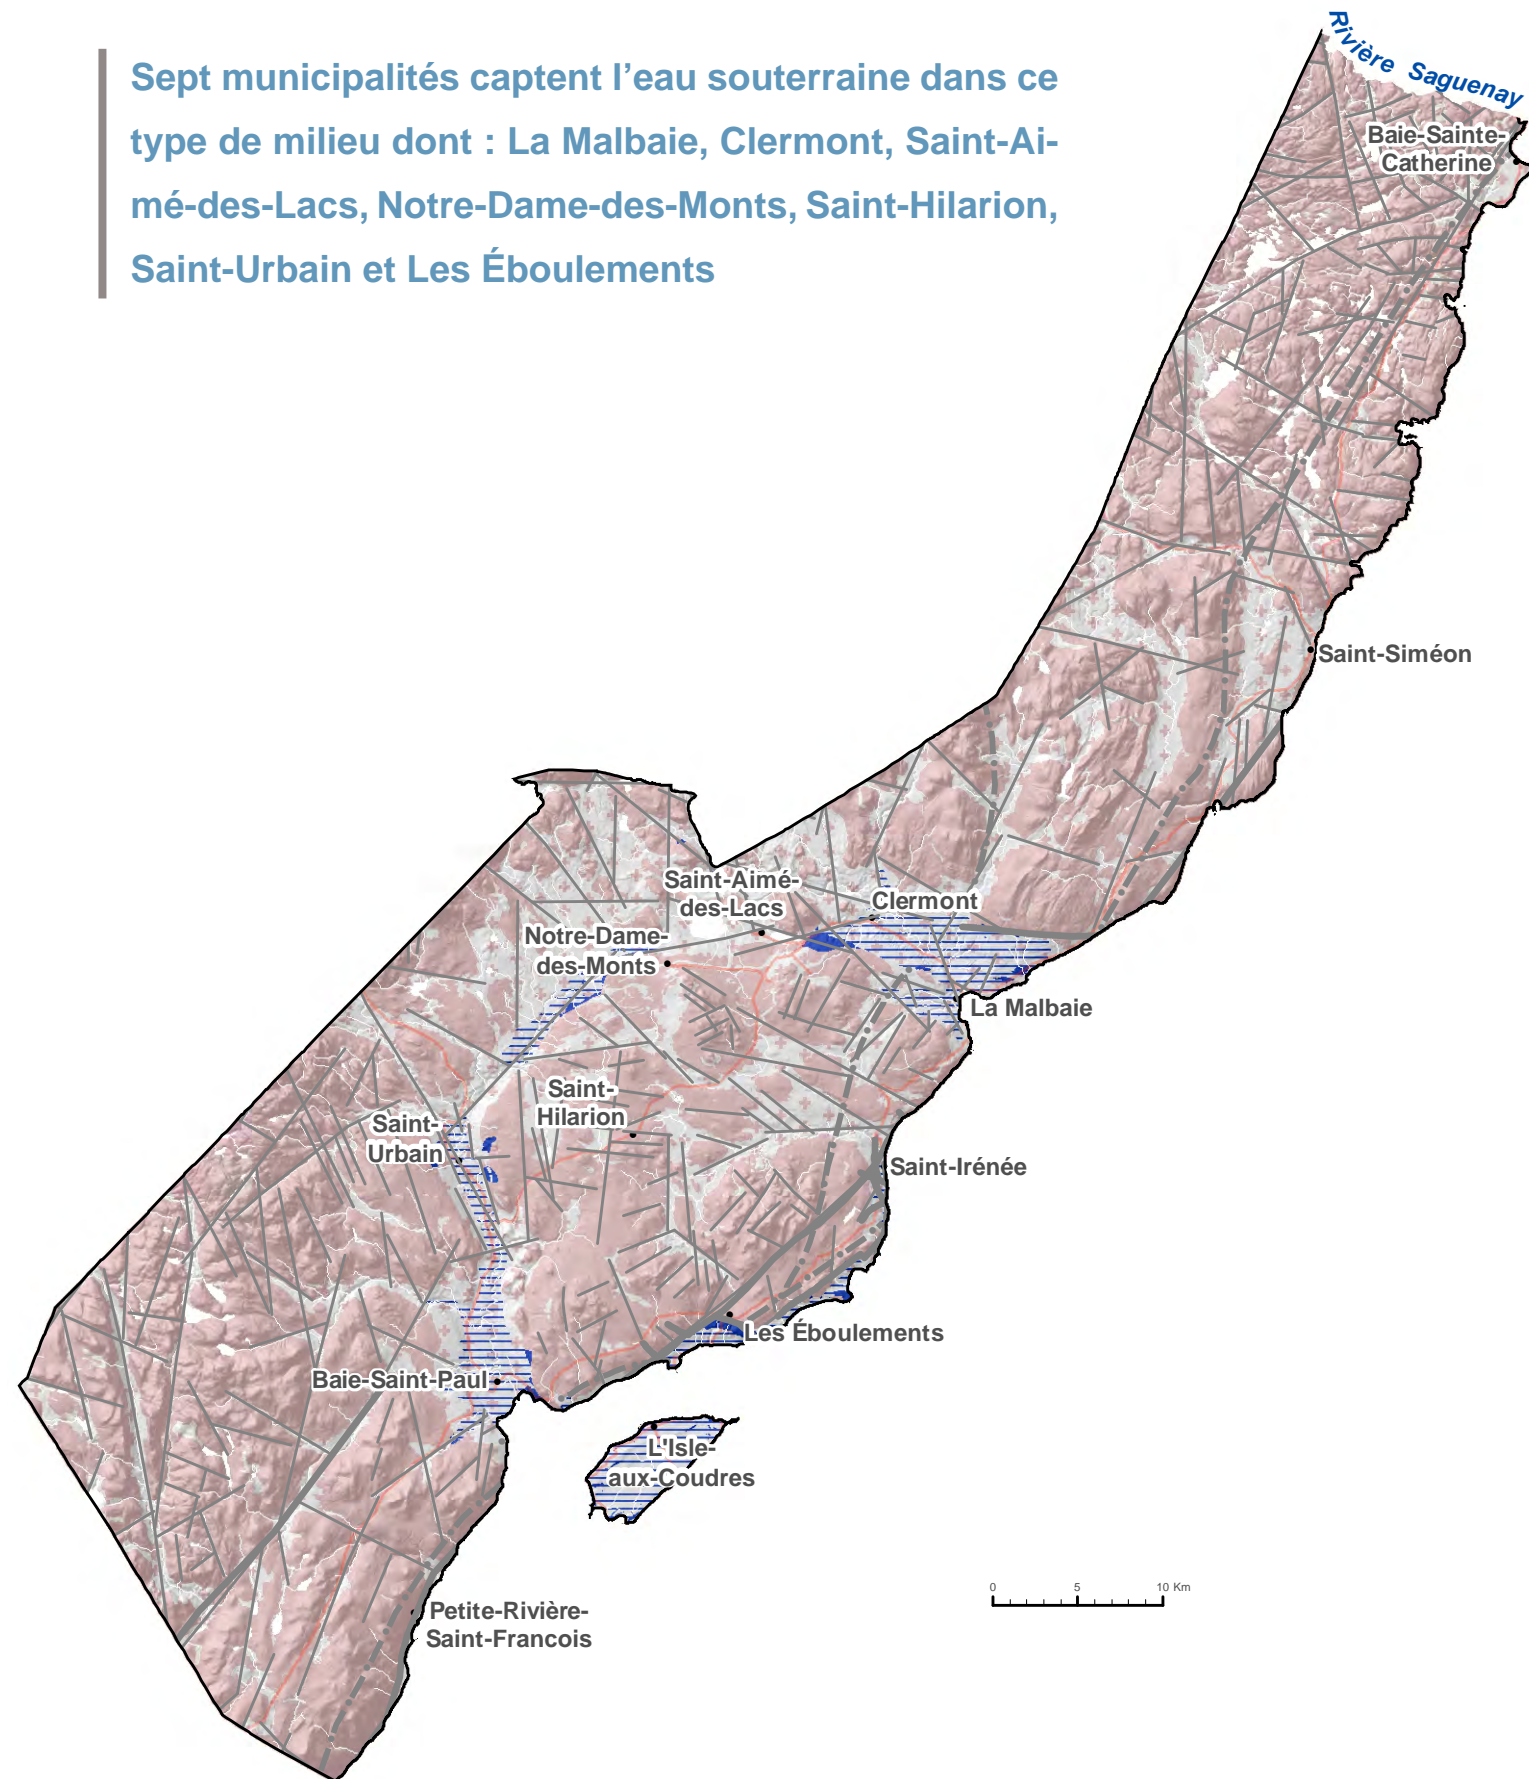 Sept municipalités captent l'eau souterraine dans ce
type de milieu dont : La Malbaie, Clermont, Saint-Ai-
mé-des-Lacs, Notre-Dame-des-Monts, Saint-Hilarion,
Saint-Urbain et Les Éboulements
Rivière Saguenay
Baie-Sainte-
Catherine
Saint-Siméon
Saint-Aimé-
des-Lacs
Clermont
Notre-Dame-
des-Monts
La Malbaie
Saint-
Hilarion
Saint-
Urbain
Saint-Irénée
Les Éboulements
Baie-Saint-Paul
L'Isle-
aux-Coudres
Petite-Rivière-
Saint-Francois
0 5 10 Km